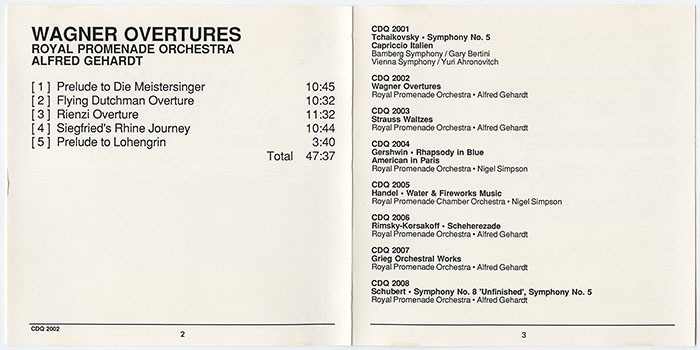 WAGNER OVERTURES
ROYAL PROMENADE ORCHESTRA
ALFRED GEHARDT
[ 1 ] Prelude to Die Meistersinger 10:45
[ 2 ] Flying Dutchman Overture 10:32
[ 3 ] Rienzi Overture 11:32
[ 4 ] Siegfried's Rhine Journey 10:44
[ 5 ] Prelude to Lohengrin 3:40
Total 47:37
CDQ 2002
2
CDQ 2001
Tchaikovsky • Symphony No. 5
Capriccio Italien
Bamberg Symphony / Gary Bertini
Vienna Symphony / Yuri Ahronovitch
CDQ 2002
Wagner Overtures
Royal Promenade Orchestra • Alfred Gehardt
CDQ 2003
Strauss Waltzes
Royal Promenade Orchestra • Alfred Gehardt
CDQ 2004
Gershwin • Rhapsody in Blue
American in Paris
Royal Promenade Orchestra • Nigel Simpson
CDQ 2005
Handel • Water & Fireworks Music
Royal Promenade Chamber Orchestra • Nigel Simpson
CDQ 2006
Rimsky-Korsakoff • Scheherezade
Royal Promenade Orchestra • Alfred Gehardt
CDQ 2007
Grieg Orchestral Works
Royal Promenade Orchestra • Alfred Gehardt
CDQ 2008
Schubert • Symphony No. 8 'Unfinished', Symphony No. 5
Royal Promenade Orchestra • Alfred Gehardt
3